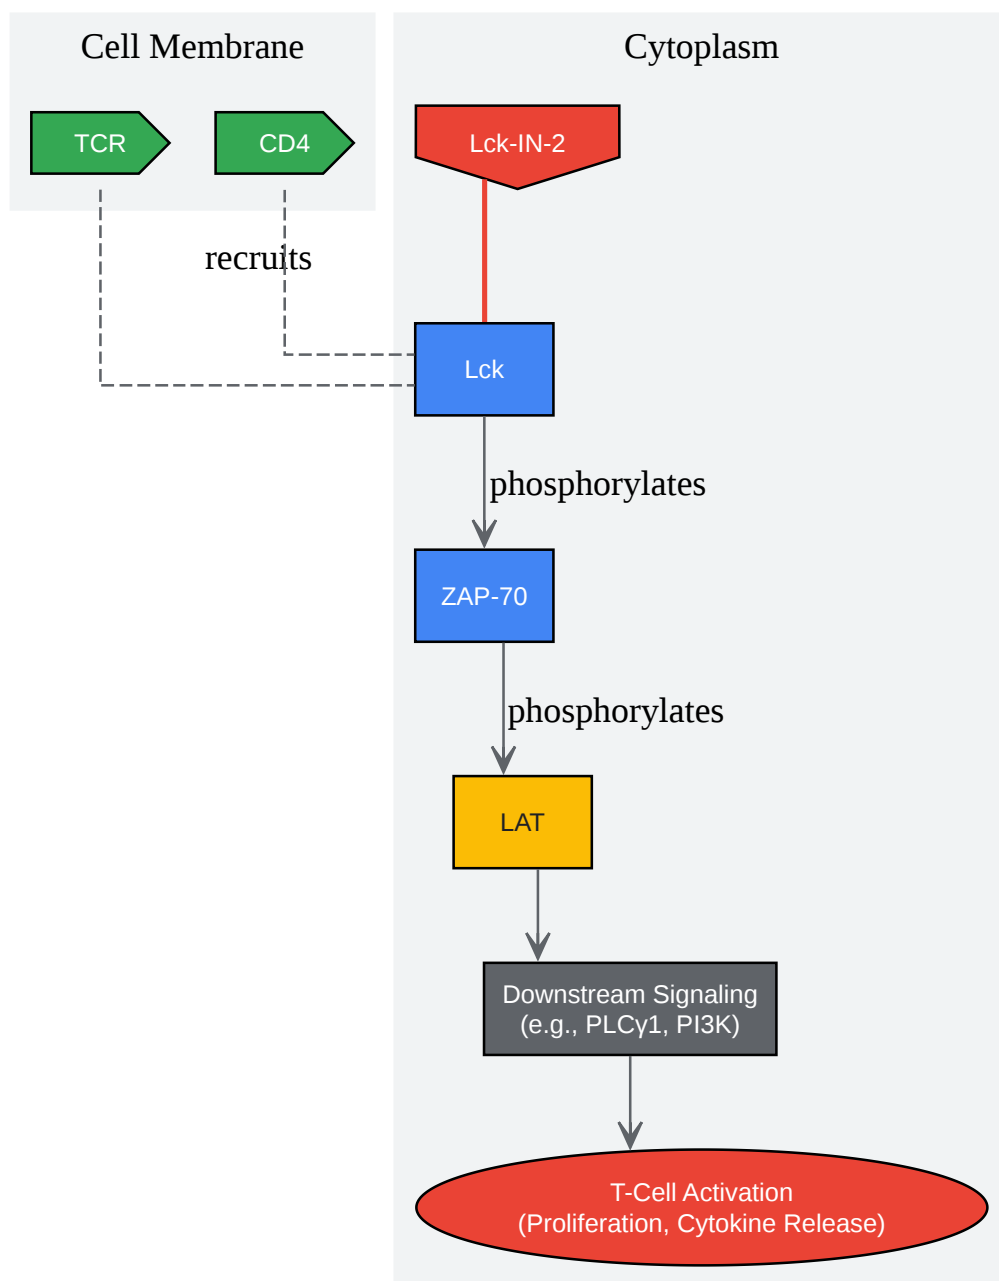 Cell Membrane
Cytoplasm
TCR
CD4
Lck-IN-2
recruits
Lck
phosphorylates
ZAP-70
phosphorylates
LAT
Downstream Signaling
(e.g., PLCγ1, PI3K)
T-Cell Activation
(Proliferation, Cytokine Release)